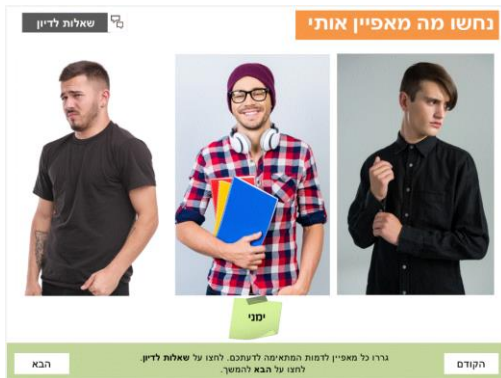 נחשו מה מאפיין אותי
שאלות לדיון
ימני
גררו כל מאפיין לדמות המתאימה לדעתכם. לחצו על שאלות לדיון.
לחצו על הבא להמשך.
הקודם
הבא